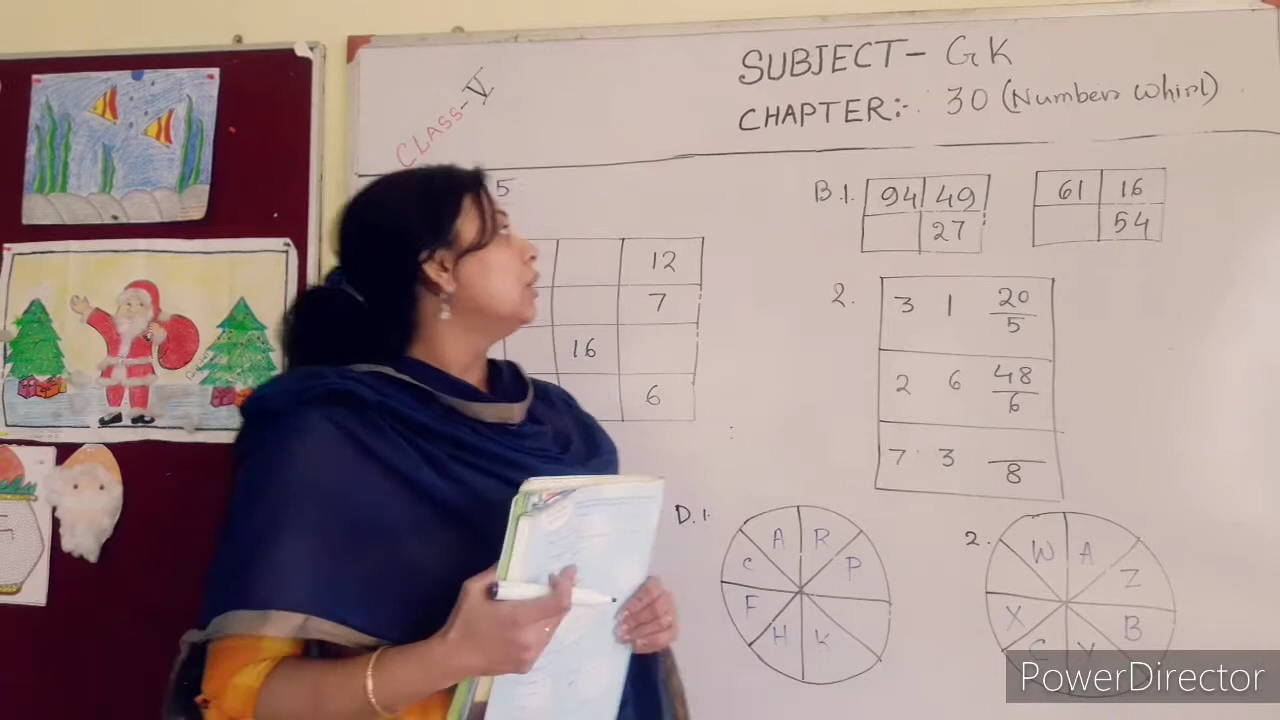 CLASS-V
SUBJECT- GK
CHAPTER:- 30 (Numbers Whirl)
5
12
7
16
6
B.1.
94 49
27
61 16
54
2.
3 1 20/5
2 6 48/6
7 3 /8
D.1.
A R P K H F C
2.
W A Z B Y C X
PowerDirector